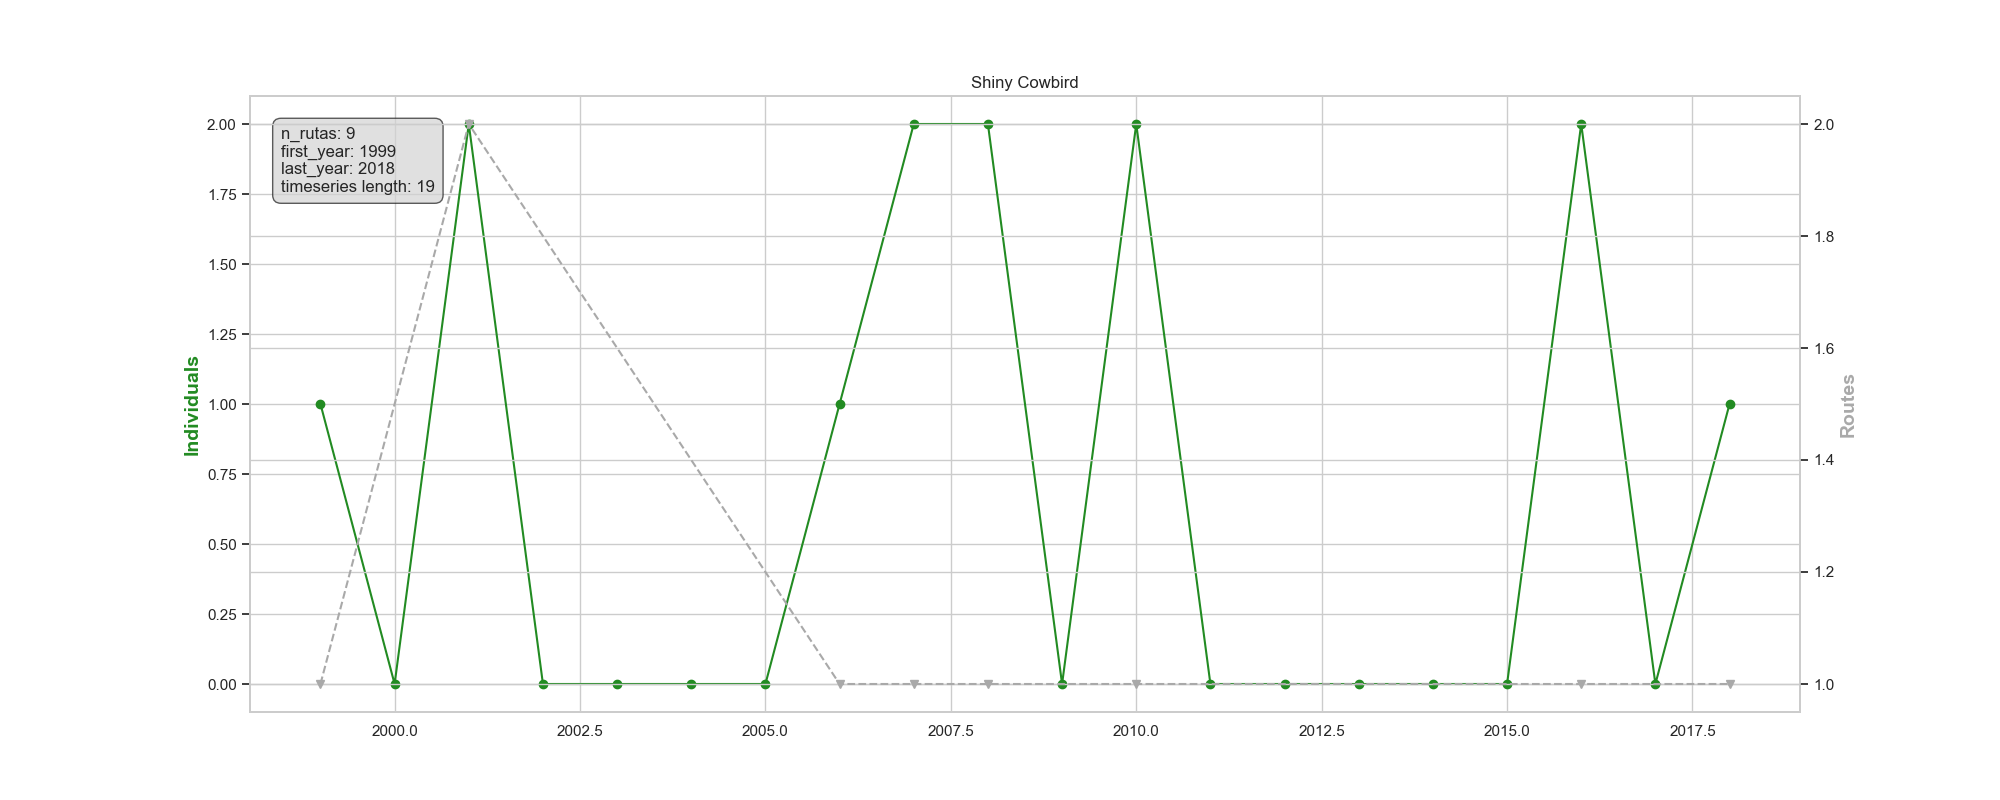 Shiny Cowbird
n_rutas: 9
first_year: 1999
last_year: 2018
timeseries length: 19
2.00
1.75
1.50
1.25
1.00
0.75
0.50
0.25
0.00
Individuals
2.0
1.8
1.6
1.4
1.2
1.0
Routes
2000.0 2002.5 2005.0 2007.5 2010.0 2012.5 2015.0 2017.5